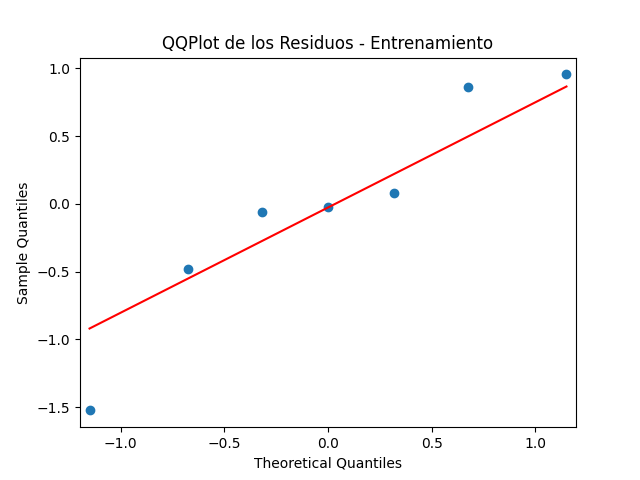 QQPlot de los Residuos - Entrenamiento
1.0
0.5
0.0
−0.5
−1.0
−1.5
Sample Quantiles
−1.0 −0.5 0.0 0.5 1.0
Theoretical Quantiles